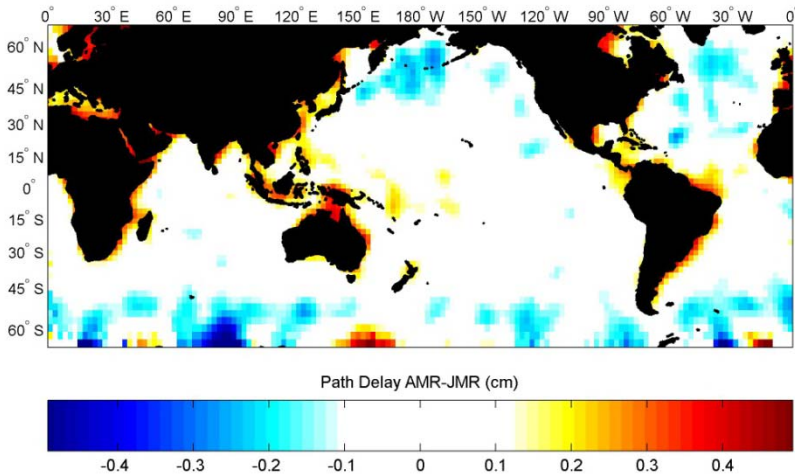 0° 30° E 60° E 90° E 120° E 150° E 180° W 150° W 120° W 90° W 60° W 30° W 0°
60° N
45° N
30° N
15° N
0°
15° S
30° S
45° S
60° S
Path Delay AMR-JMR (cm)
-0.4 -0.3 -0.2 -0.1 0 0.1 0.2 0.3 0.4